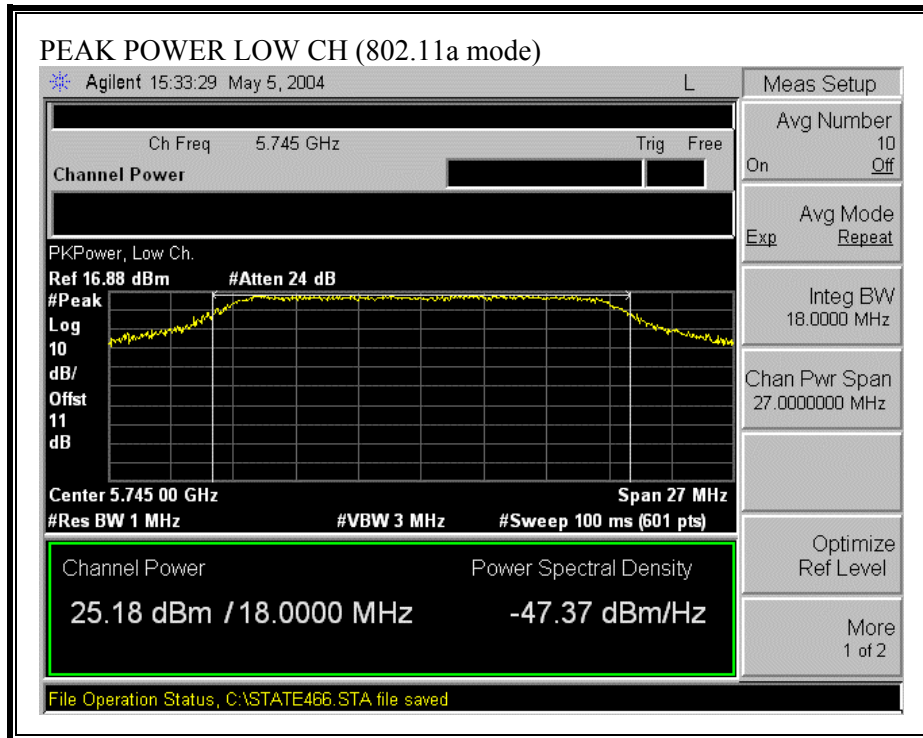 PEAK POWER LOW CH (802.11a mode)
Agilent 15:33:29 May 5, 2004 L
Meas Setup
Ch Freq 5.745 GHz Trig Free
Channel Power
Avg Number
10
On Off
Avg Mode
Exp Repeat
PKPower, Low Ch.
Ref 16.88 dBm #Atten 24 dB
#Peak
Log
10
dB/
Offst
11
dB
Integ BW
18.0000 MHz
Chan Pwr Span
27.0000000 MHz
Center 5.745 00 GHz Span 27 MHz
#Res BW 1 MHz #VBW 3 MHz #Sweep 100 ms (601 pts)
Optimize
Ref Level
Channel Power Power Spectral Density
25.18 dBm / 18.0000 MHz -47.37 dBm/Hz
More
1 of 2
File Operation Status, C:\STATE466.STA file saved